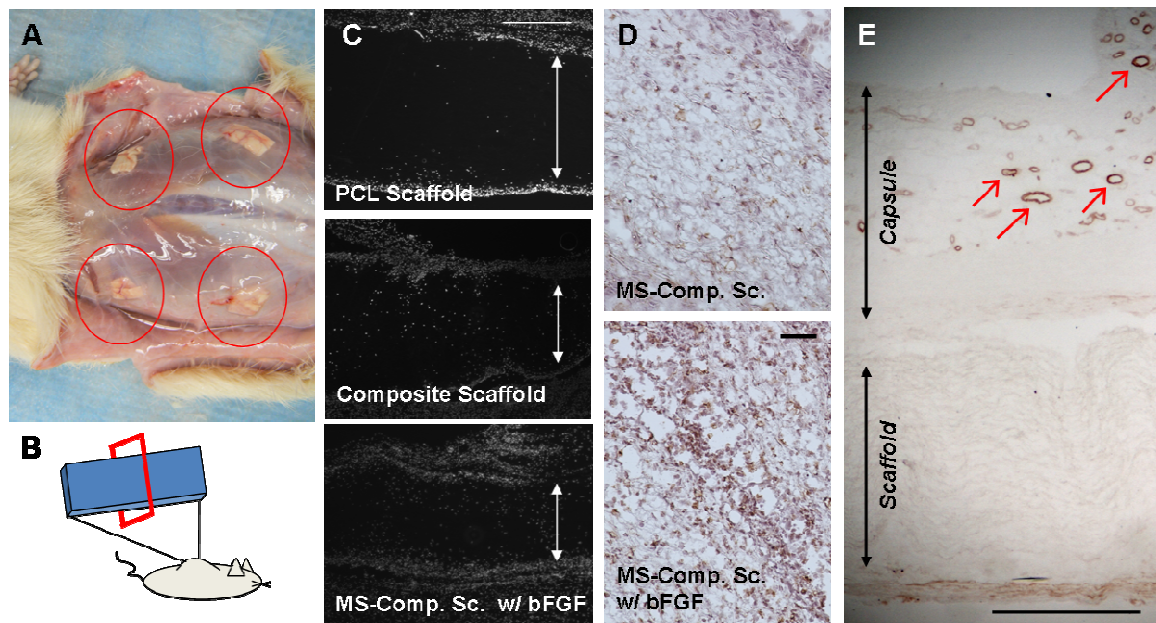 A
B
C
PCL Scaffold
Composite Scaffold
MS-Comp. Sc. w/ bFGF
D
MS-Comp. Sc.
MS-Comp. Sc.
w/ bFGF
E
Capsule
Scaffold